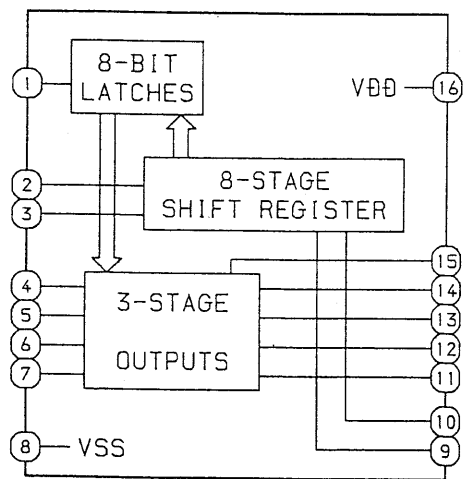 8-BIT
LATCHES
1
VDD
16
2
3
8-STAGE
SHIFT REGISTER
15
4
14
5
3-STAGE
13
6
12
OUTPUTS
7
11
10
8
VSS
9